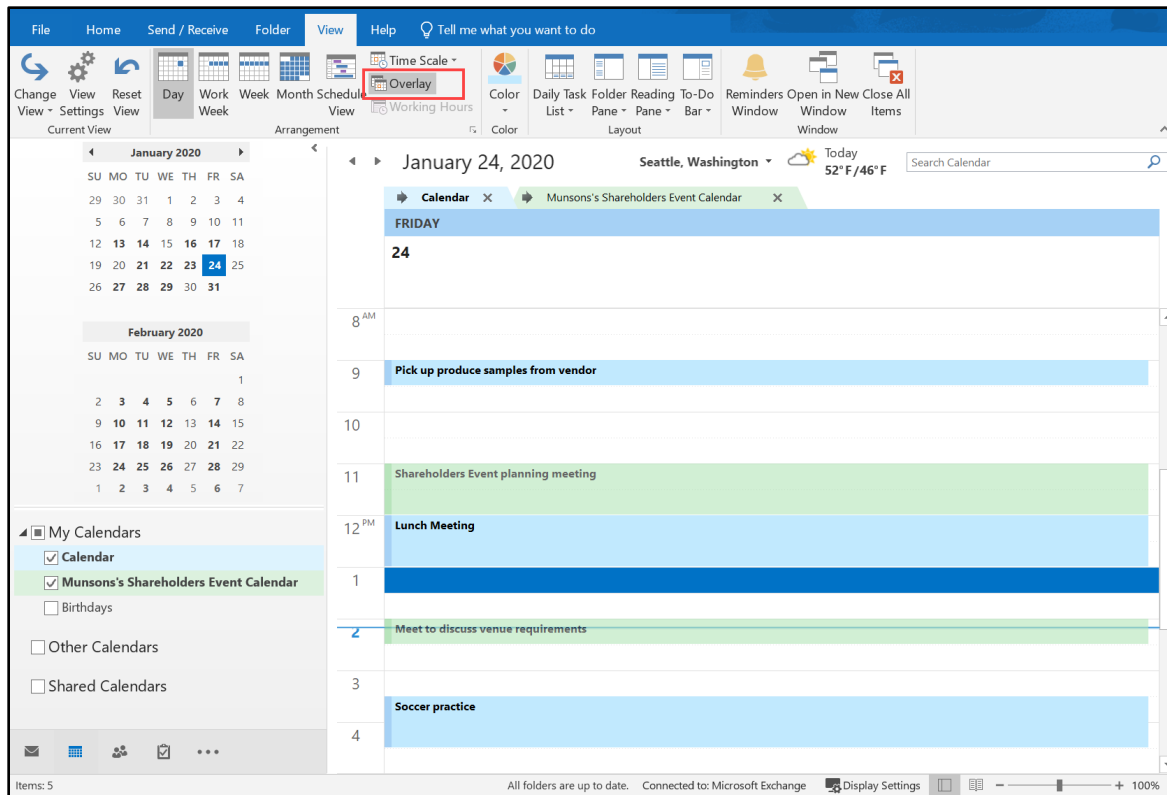 File Home Send / Receive Folder View Help Tell me what you want to do
Change View Reset Day Work Week Month Schedule Time Scale Overlay Working Hours Color Daily Task Folder Reading To-Do Reminders Open in New Close All
View Settings View Week View List Pane Pane Bar Window Window Items
Current View Arrangement Color Layout Window
January 2020
SU MO TU WE TH FR SA
29 30 31 1 2 3 4
5 6 7 8 9 10 11
12 13 14 15 16 17 18
19 20 21 22 23 24 25
26 27 28 29 30 31
February 2020
SU MO TU WE TH FR SA
1
2 3 4 5 6 7 8
9 10 11 12 13 14 15
16 17 18 19 20 21 22
23 24 25 26 27 28 29
1 2 3 4 5 6 7
My Calendars
Calendar
Munsons's Shareholders Event Calendar
Birthdays
Other Calendars
Shared Calendars
January 24, 2020 Seattle, Washington Today 52°F/46°F Search Calendar
Calendar Munsons's Shareholders Event Calendar
FRIDAY
24
8 AM
9 Pick up produce samples from vendor
10
11 Shareholders Event planning meeting
12 PM Lunch Meeting
1
2 Meet to discuss venue requirements
3
Soccer practice
4
Items: 5 All folders are up to date. Connected to: Microsoft Exchange Display Settings 100%